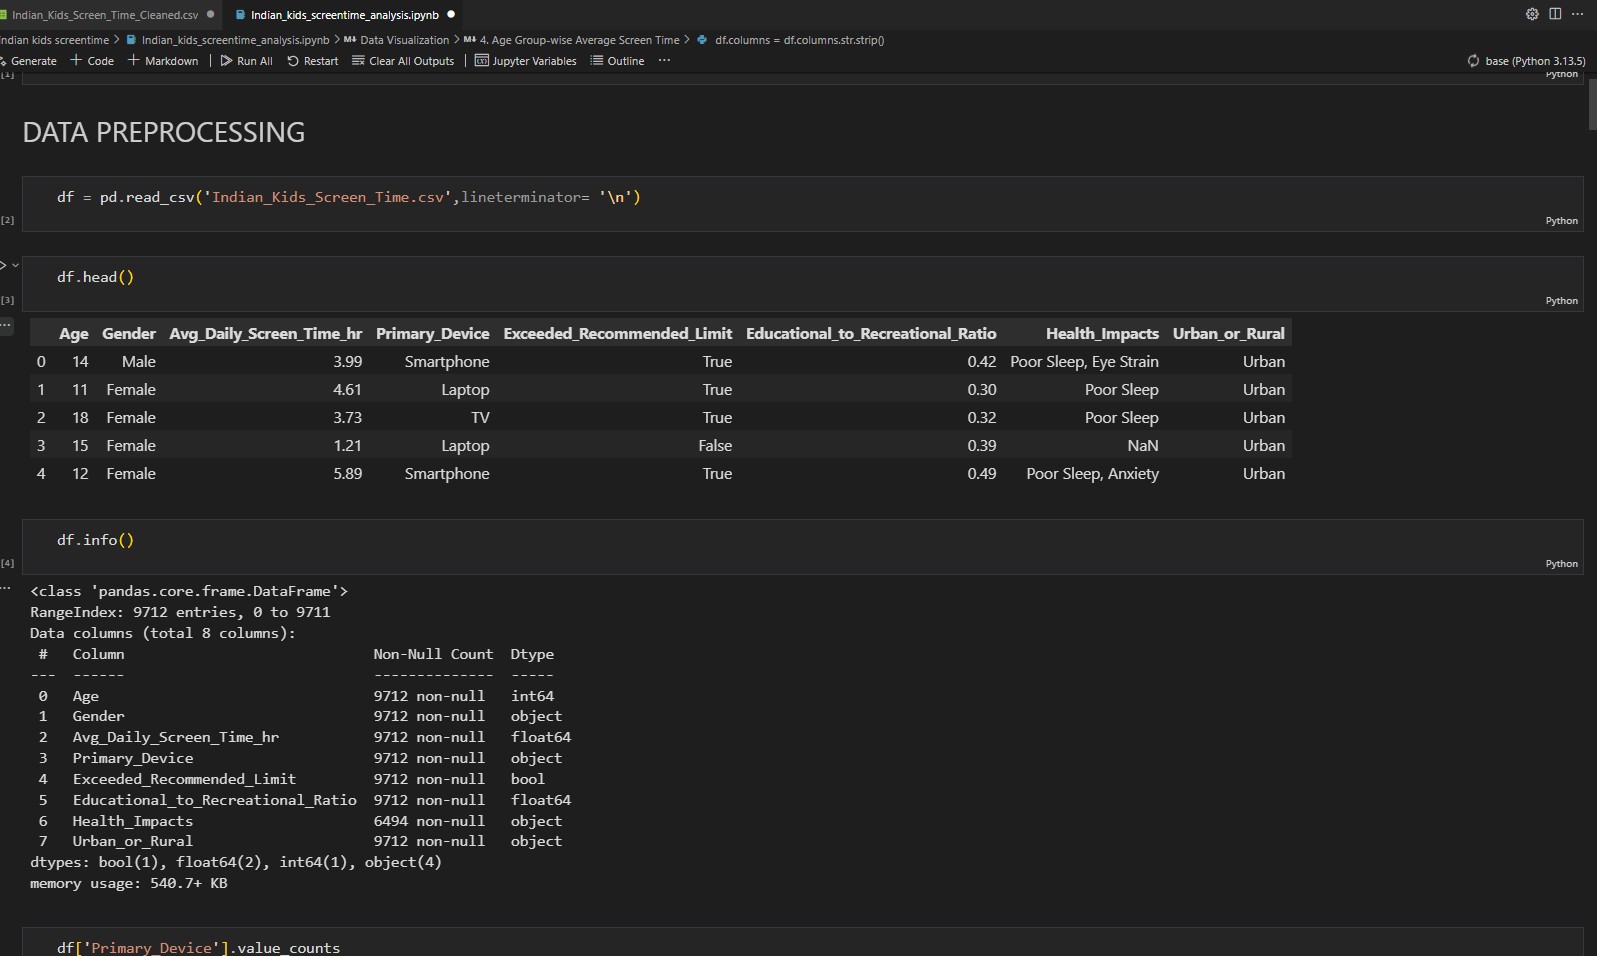 Indian_Kids_Screen_Time_Cleaned.csv
Indian_kids_screentime_analysis.ipynb
ndian kids screentime > Indian_kids_screentime_analysis.ipynb > M↓ Data Visualization > M↓ 4. Age Group-wise Average Screen Time > df.columns = df.columns.str.strip()
Generate + Code + Markdown | Run All Restart Clear All Outputs | Jupyter Variables Outline ... base (Python 3.13.5)
[1] Python
DATA PREPROCESSING
df = pd.read_csv('Indian_Kids_Screen_Time.csv',lineterminator= '\n')
[2] Python
df.head()
[3] Python
Age Gender Avg_Daily_Screen_Time_hr Primary_Device Exceeded_Recommended_Limit Educational_to_Recreational_Ratio Health_Impacts Urban_or_Rural
0 14 Male 3.99 Smartphone True 0.42 Poor Sleep, Eye Strain Urban
1 11 Female 4.61 Laptop True 0.30 Poor Sleep Urban
2 18 Female 3.73 TV True 0.32 Poor Sleep Urban
3 15 Female 1.21 Laptop False 0.39 NaN Urban
4 12 Female 5.89 Smartphone True 0.49 Poor Sleep, Anxiety Urban
df.info()
[4] Python
<class 'pandas.core.frame.DataFrame'>
RangeIndex: 9712 entries, 0 to 9711
Data columns (total 8 columns):
# Column Non-Null Count Dtype
--- ------ -------------- -----
0 Age 9712 non-null int64
1 Gender 9712 non-null object
2 Avg_Daily_Screen_Time_hr 9712 non-null float64
3 Primary_Device 9712 non-null object
4 Exceeded_Recommended_Limit 9712 non-null bool
5 Educational_to_Recreational_Ratio 9712 non-null float64
6 Health_Impacts 6494 non-null object
7 Urban_or_Rural 9712 non-null object
dtypes: bool(1), float64(2), int64(1), object(4)
memory usage: 540.7+ KB
df['Primary_Device'].value_counts